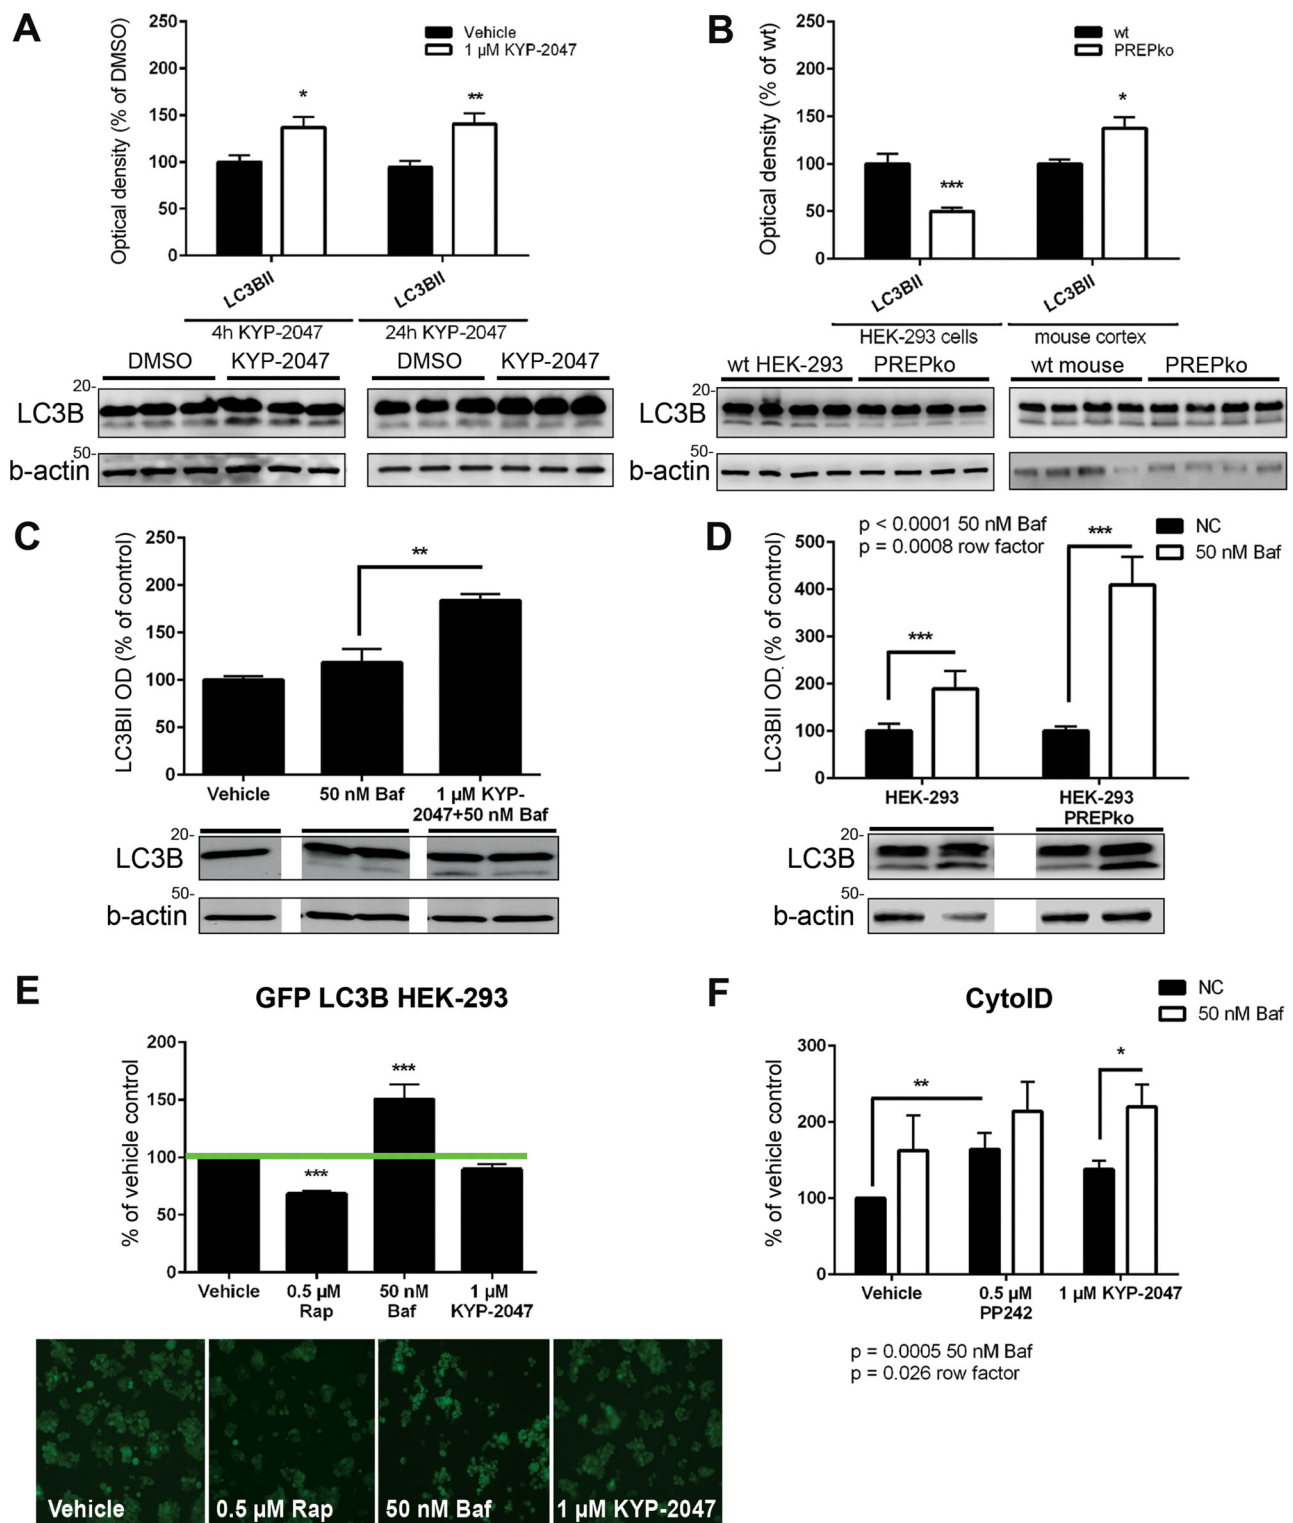 A
Optical density (% of DMSO)
250
200
150
100
50
0
Vehicle
1 µM KYP-2047
*
**
LC3BII
LC3BII
4h KYP-2047
24h KYP-2047
DMSO
KYP-2047
DMSO
KYP-2047
20-
LC3B
50-
b-actin
B
Optical density (% of wt)
250
200
150
100
50
0
wt
PREPko
***
*
LC3BII
LC3BII
HEK-293 cells
mouse cortex
wt HEK-293
PREPko
wt mouse
PREPko
20-
LC3B
50-
b-actin
C
LC3BII OD (% of control)
250
200
150
100
50
0
**
Vehicle
50 nM Baf
1 µM KYP-
2047+50 nM Baf
20-
LC3B
50-
b-actin
D
p < 0.0001 50 nM Baf
p = 0.0008 row factor
NC
50 nM Baf
LC3BII OD. (% of control)
500
400
300
200
100
0
***
***
HEK-293
HEK-293
PREPko
20-
LC3B
50-
b-actin
E
GFP LC3B HEK-293
% of vehicle control
200
150
100
50
0
***
***
Vehicle
0.5 µM
Rap
50 nM
Baf
1 µM
KYP-2047
Vehicle
0.5 µM Rap
50 nM Baf
1 µM KYP-2047
F
CytoID
NC
50 nM Baf
% of vehicle control
300
200
100
0
**
*
Vehicle
0.5 µM
PP242
1 µM KYP-2047
p = 0.0005 50 nM Baf
p = 0.026 row factor